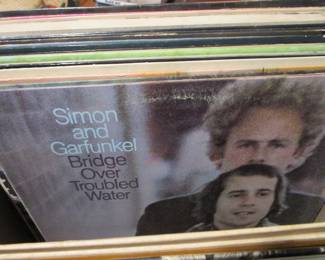 Simon
and
Garfunkel
Bridge
Over
Troubled
Water